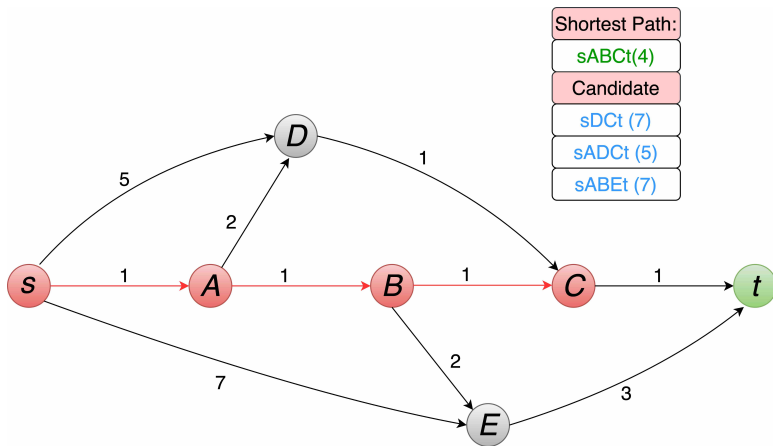 Shortest Path:
sABCt(4)
Candidate
sDCt (7)
sADCt (5)
sABEt (7)
D
5
1
2
s
1
A
1
B
1
C
1
t
2
7
3
E